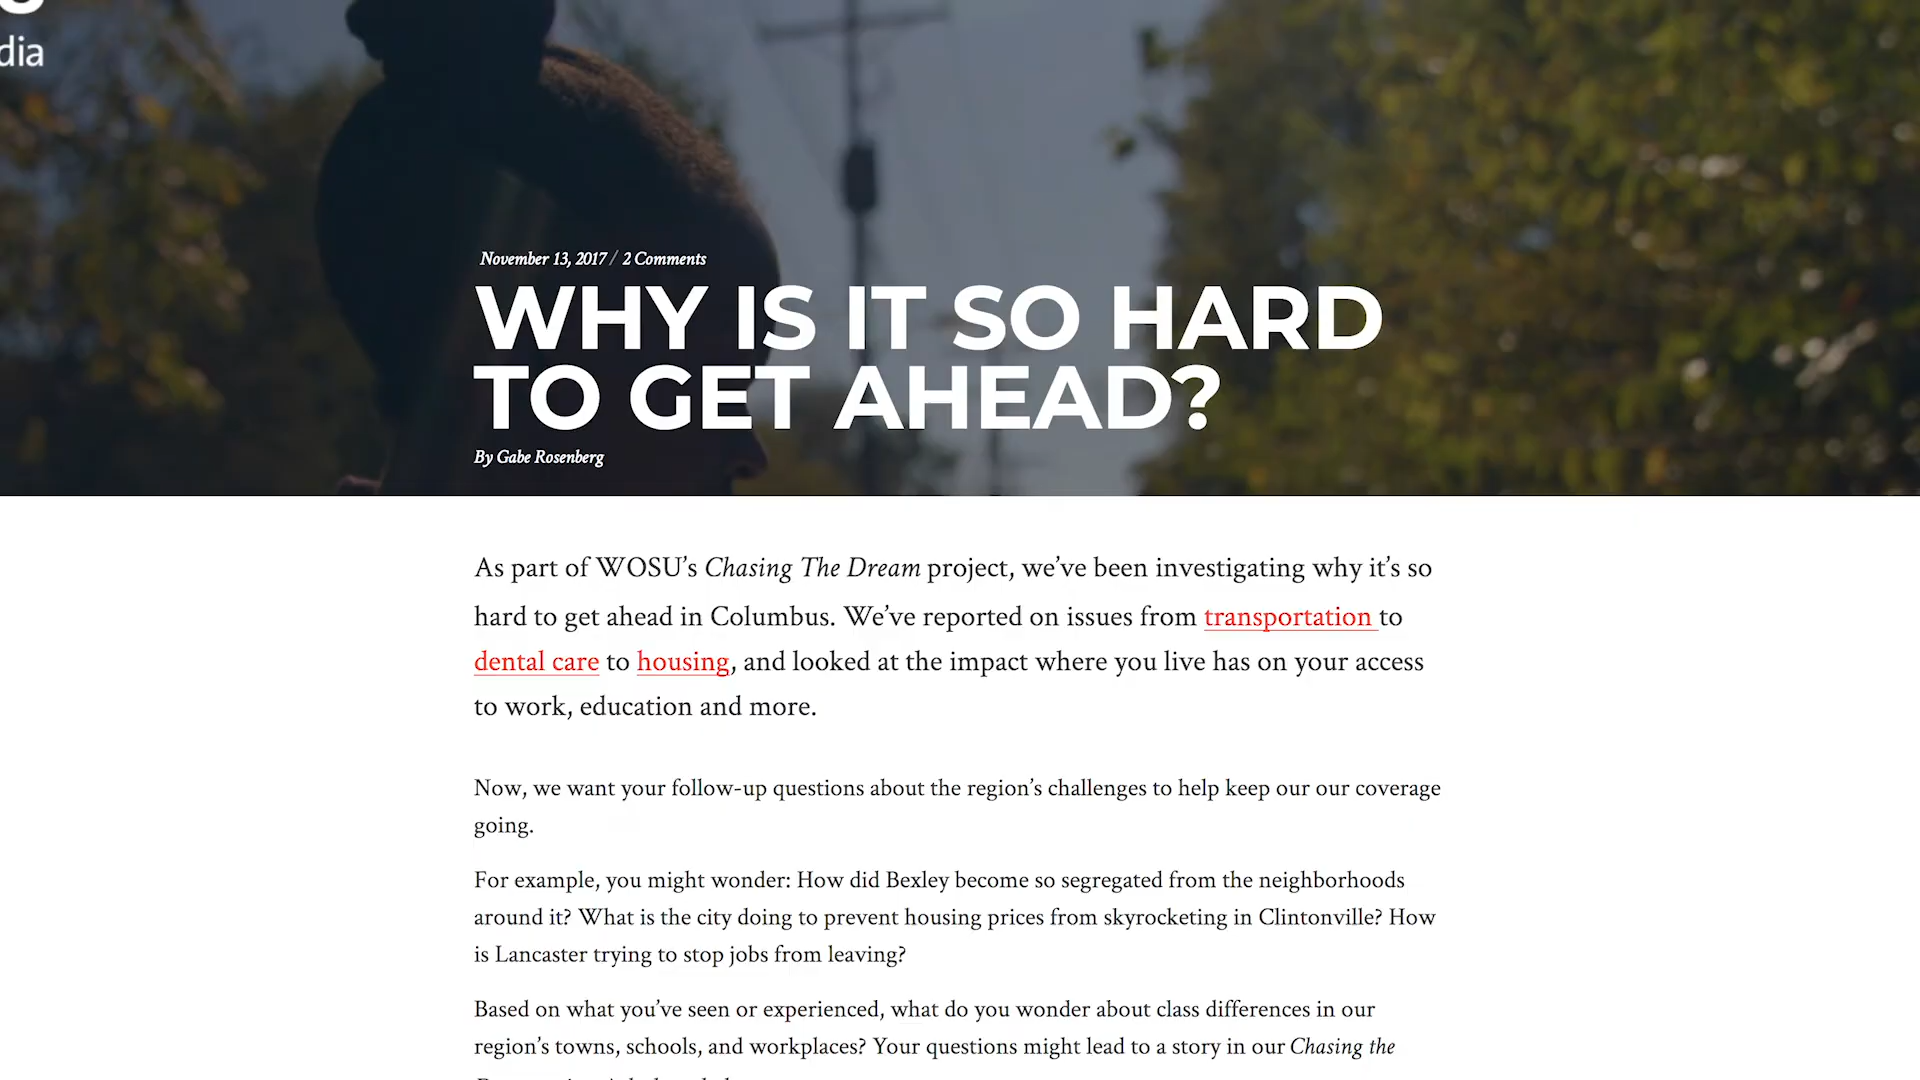 dia
November 13, 2017 / 2 Comments
WHY IS IT SO HARD
TO GET AHEAD?
By Gabe Rosenberg
As part of WOSU’s Chasing The Dream project, we’ve been investigating why it’s so
hard to get ahead in Columbus. We’ve reported on issues from transportation to
dental care to housing, and looked at the impact where you live has on your access
to work, education and more.
Now, we want your follow-up questions about the region’s challenges to help keep our our coverage
going.
For example, you might wonder: How did Bexley become so segregated from the neighborhoods
around it? What is the city doing to prevent housing prices from skyrocketing in Clintonville? How
is Lancaster trying to stop jobs from leaving?
Based on what you’ve seen or experienced, what do you wonder about class differences in our
region’s towns, schools, and workplaces? Your questions might lead to a story in our Chasing the